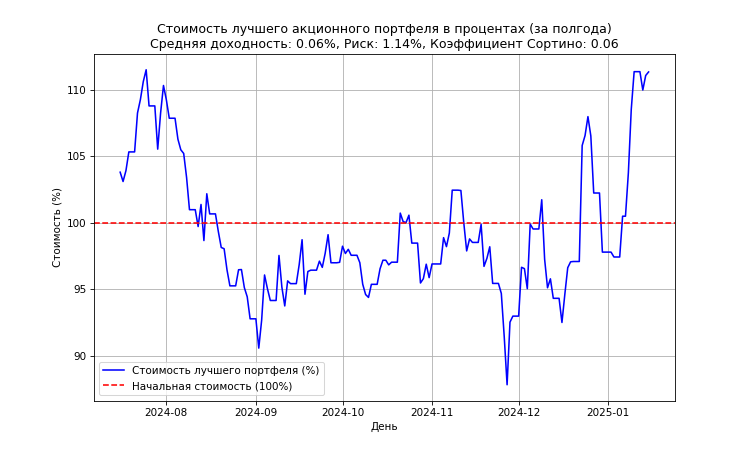 Стоимость лучшего акционного портфеля в процентах (за полгода)
Средняя доходность: 0.06%, Риск: 1.14%, Коэффициент Сортино: 0.06
Стоимость (%)
110
105
100
95
90
Стоимость лучшего портфеля (%)
Начальная стоимость (100%)
2024-08 2024-09 2024-10 2024-11 2024-12 2025-01
День